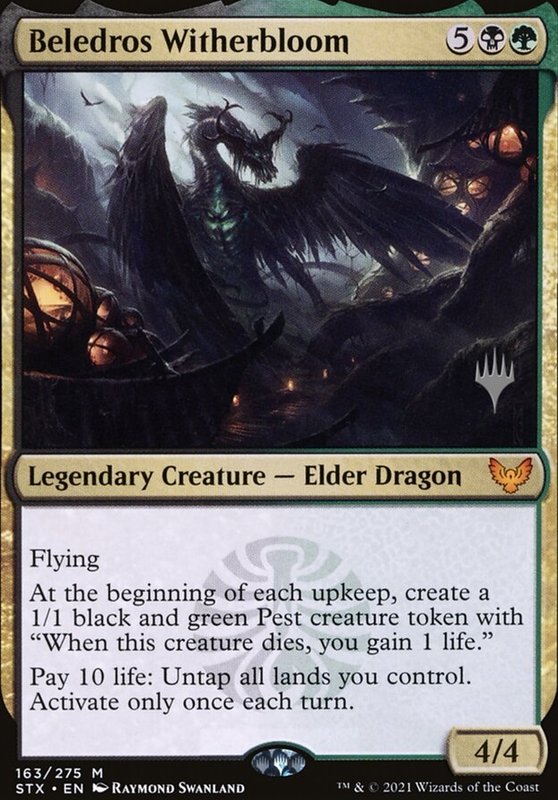 Beledros Witherbloom 5
Legendary Creature — Elder Dragon
Flying
At the beginning of each upkeep, create a
1/1 black and green Pest creature token with
“When this creature dies, you gain 1 life.”
Pay 10 life: Untap all lands you control.
Activate only once each turn.
4/4
163/275 M
STX • EN RAYMOND SWANLAND
™ & © 2021 Wizards of the Coast